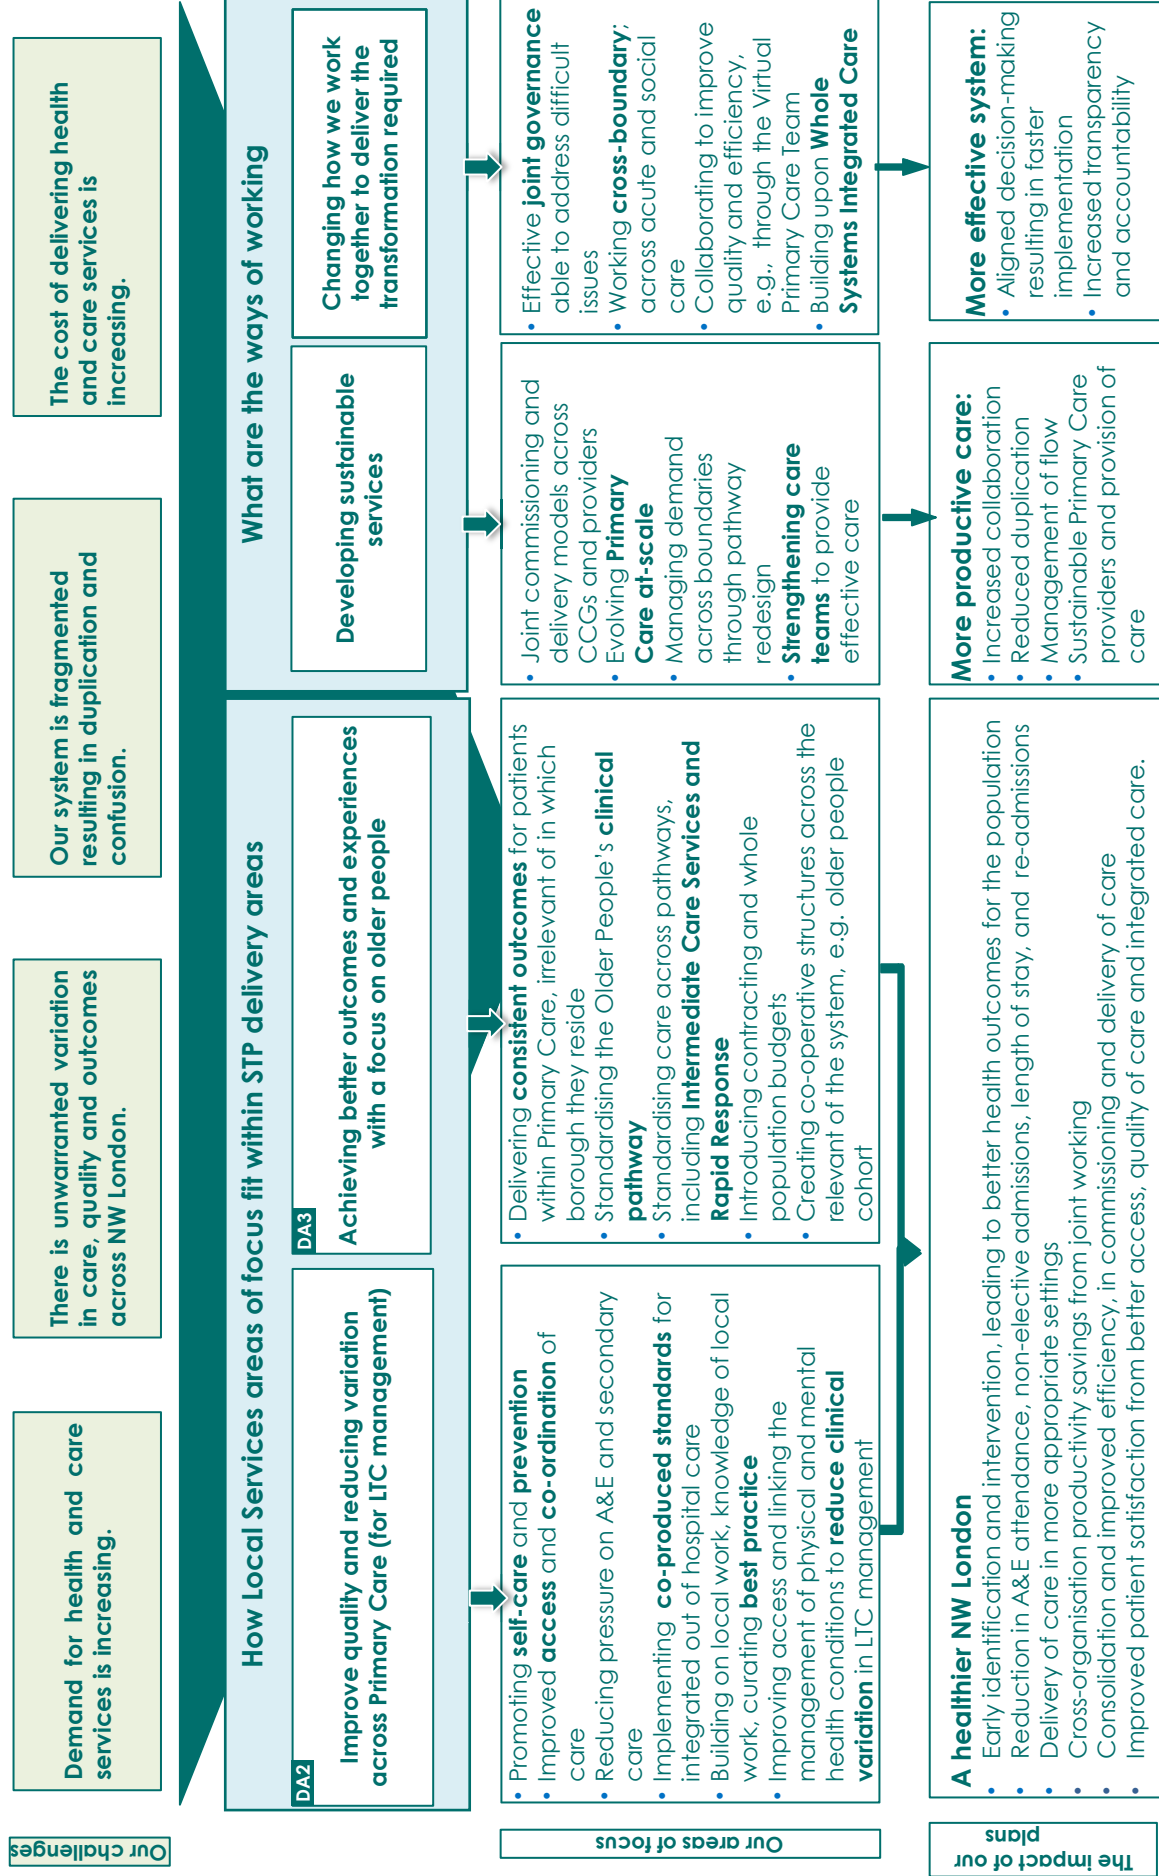 Our challenges
Demand for health and care
services is increasing.
There is unwarranted variation
in care, quality and outcomes
across NW London.
Our system is fragmented
resulting in duplication and
confusion.
The cost of delivering health
and care services is
increasing.
How Local Services areas of focus fit within STP delivery areas
DA2
Improve quality and reducing variation
across Primary Care (for LTC management)
DA3
Achieving better outcomes and experiences
with a focus on older people
What are the ways of working
Developing sustainable
services
Changing how we work
together to deliver the
transformation required
Our areas of focus
• Promoting self-care and prevention
• Improved access and co-ordination of
care
• Reducing pressure on A&E and secondary
care
• Implementing co-produced standards for
integrated out of hospital care
• Building on local work, knowledge of local
work, curating best practice
• Improving access and linking the
management of physical and mental
health conditions to reduce clinical
variation in LTC management
• Delivering consistent outcomes for patients
within Primary Care, irrelevant of in which
borough they reside
• Standardising the Older People's clinical
pathway
• Standardising care across pathways,
including Intermediate Care Services and
Rapid Response
• Introducing contracting and whole
population budgets
• Creating co-operative structures across the
relevant of the system, e.g. older people
cohort
• Joint commissioning and
delivery models across
CCGs and providers
• Evolving Primary
Care at-scale
• Managing demand
across boundaries
through pathway
redesign
• Strengthening care
teams to provide
effective care
• Effective joint governance
able to address difficult
issues
• Working cross-boundary;
across acute and social
care
• Collaborating to improve
quality and efficiency,
e.g., through the Virtual
Primary Care Team
• Building upon Whole
Systems Integrated Care
The impact of our
plans
A healthier NW London
• Early identification and intervention, leading to better health outcomes for the population
• Reduction in A&E attendance, non-elective admissions, length of stay, and re-admissions
• Delivery of care in more appropriate settings
• Cross-organisation productivity savings from joint working
• Consolidation and improved efficiency, in commissioning and delivery of care
• Improved patient satisfaction from better access, quality of care and integrated care.
More productive care:
• Increased collaboration
• Reduced duplication
• Management of flow
• Sustainable Primary Care
providers and provision of
care
More effective system:
• Aligned decision-making
resulting in faster
implementation
• Increased transparency
and accountability